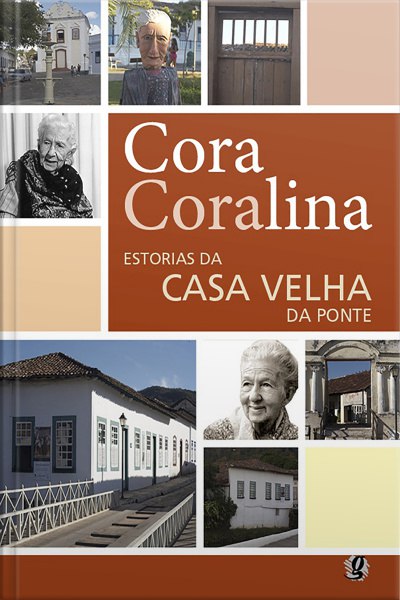 Cora
Coralina
ESTORIAS DA
CASA VELHA
DA PONTE
g